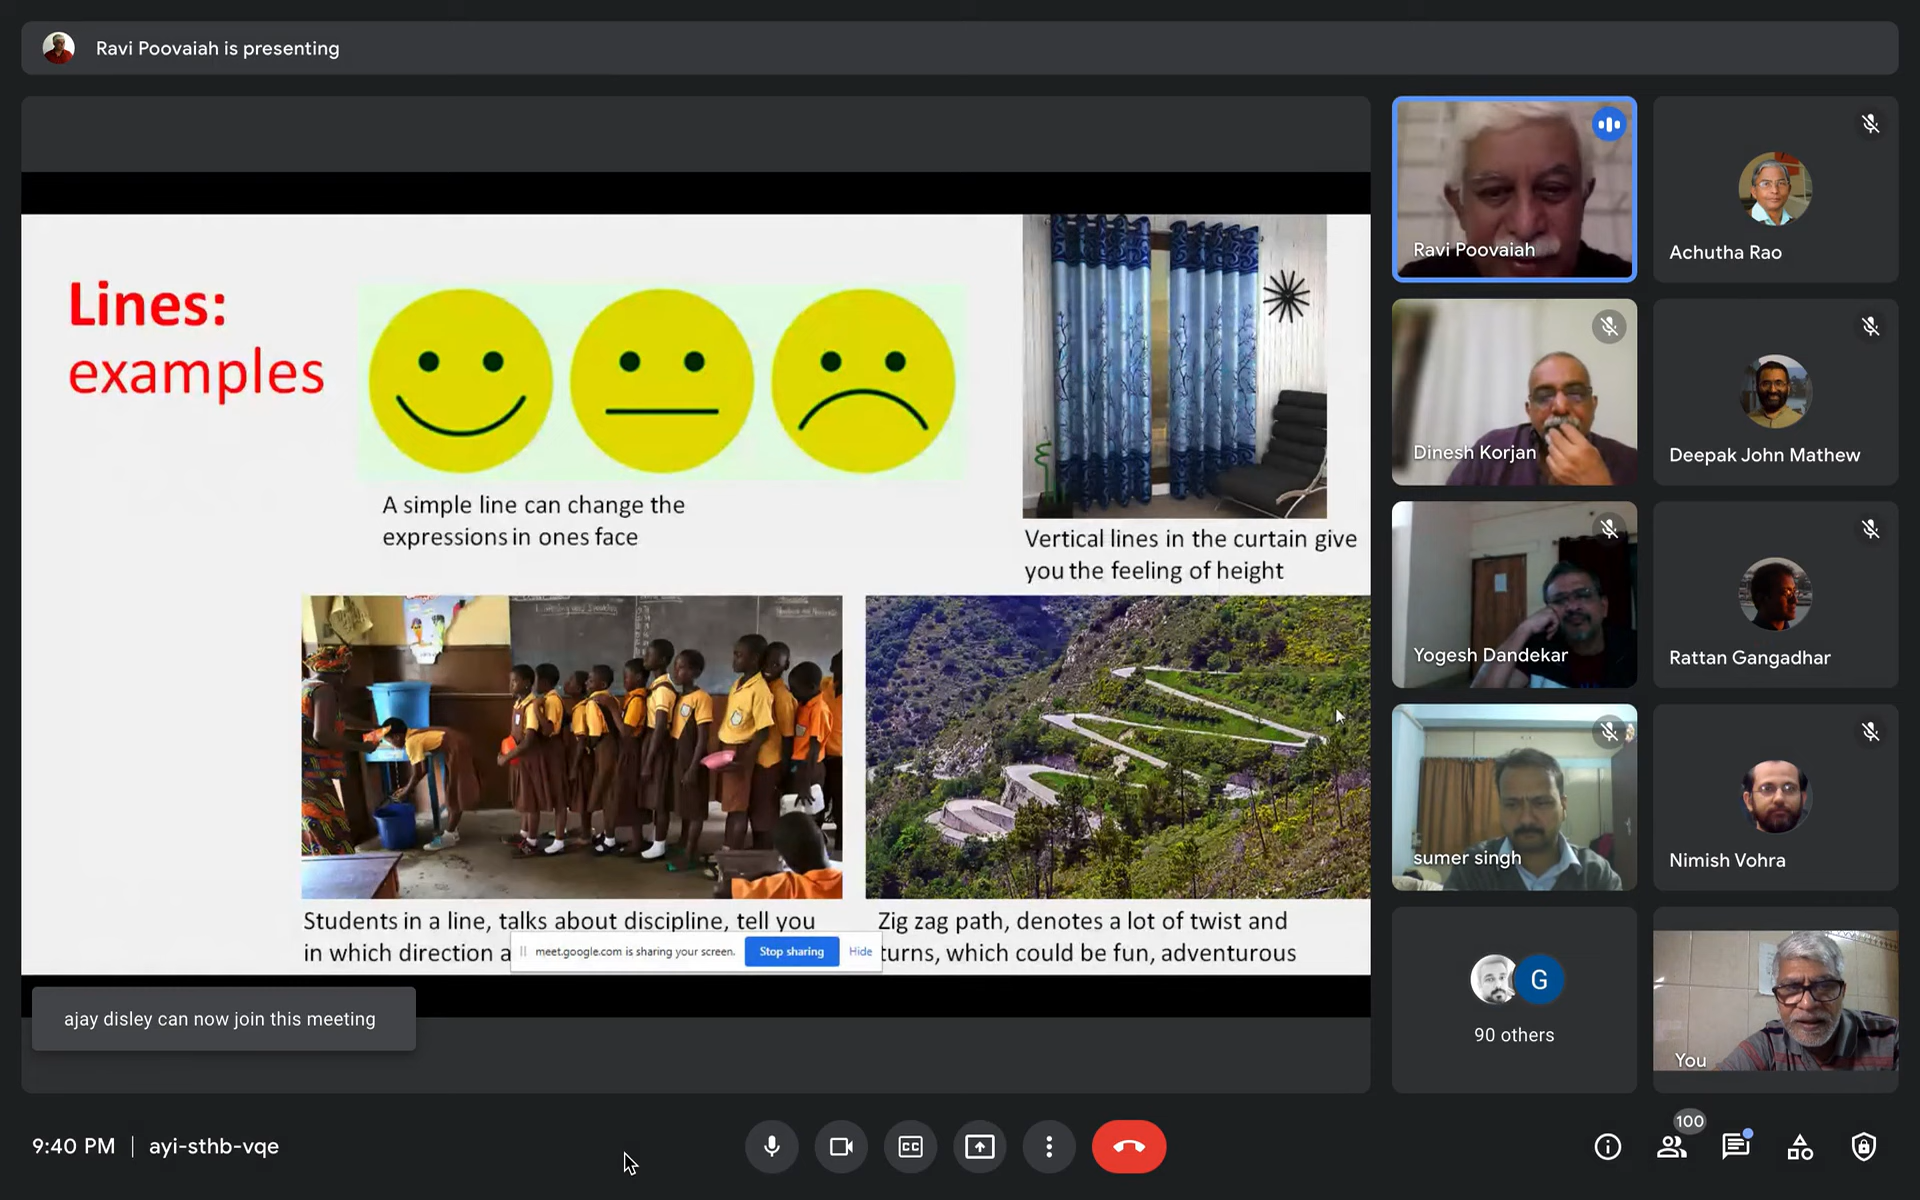 Ravi Poovaiah is presenting
Lines:
examples
A simple line can change the
expressions in ones face
Vertical lines in the curtain give
you the feeling of height
Students in a line, talks about discipline, tell you
in which direction a
Zig zag path, denotes a lot of twist and
turns, which could be fun, adventurous
meet.google.com is sharing your screen.
Stop sharing
Hide
ajay disley can now join this meeting
Ravi Poovaiah
Achutha Rao
Dinesh Korjan
Deepak John Mathew
Yogesh Dandekar
Rattan Gangadhar
sumer singh
Nimish Vohra
G
90 others
You
9:40 PM
ayi-sthb-vqe
CC
100